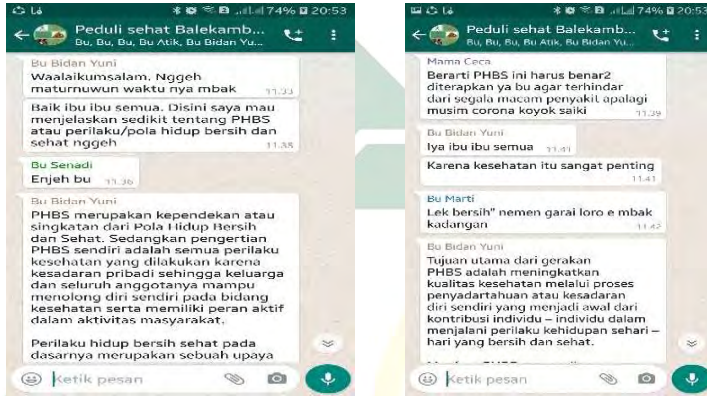 74% 20:53
Peduli sehat Balekamb...
Bu, Bu, Bu, Bu Atik, Bu Bidan Yu...
Bu Bidan Yuni
Waalaikumsalam. Nggeh
maturnuwun waktu nya mbak 11.33
Baik ibu ibu semua. Disini saya mau
menjelaskan sedikit tentang PHBS
atau perilaku/pola hidup bersih dan
sehat nggeh 11.35
Bu Senadi
Enjeh bu 11.36
Bu Bidan Yuni
PHBS merupakan kependekan atau
singkatan dari Pola Hidup Bersih
dan Sehat. Sedangkan pengertian
PHBS sendiri adalah semua perilaku
kesehatan yang dilakukan karena
kesadaran pribadi sehingga keluarga
dan seluruh anggotanya mampu
menolong diri sendiri pada bidang
kesehatan serta memiliki peran aktif
dalam aktivitas masyarakat.
Perilaku hidup bersih sehat pada
dasarnya merupakan sebuah upaya
Ketik pesan
74% 20:53
Peduli sehat Balekamb...
Bu, Bu, Bu, Bu Atik, Bu Bidan Yu...
Mama Ceca
Berarti PHBS ini harus benar2
diterapkan ya bu agar terhindar
dari segala macam penyakit apalagi
musim corona koyok saiki 11.39
Bu Bidan Yuni
Iya ibu ibu semua 11.41
Karena kesehatan itu sangat penting
11.41
Bu Marti
Lek bersih" nemen garai loro e mbak
kadangan 11.42
Bu Bidan Yuni
Tujuan utama dari gerakan
PHBS adalah meningkatkan
kualitas kesehatan melalui proses
penyadartahuan atau kesadaran
diri sendiri yang menjadi awal dari
kontribusi individu – individu dalam
menjalani perilaku kehidupan sehari –
hari yang bersih dan sehat.
Ketik pesan